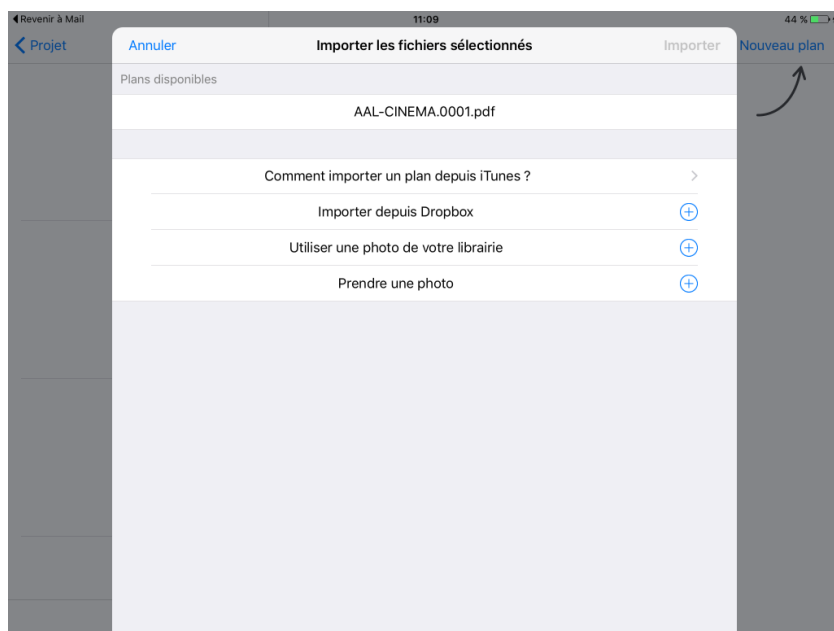 Revenir à Mail 11:09 44 %
Projet Annuler Importer les fichiers sélectionnés Importer Nouveau plan
Plans disponibles
AAL-CINEMA.0001.pdf
Comment importer un plan depuis iTunes ?
Importer depuis Dropbox
Utiliser une photo de votre librairie
Prendre une photo